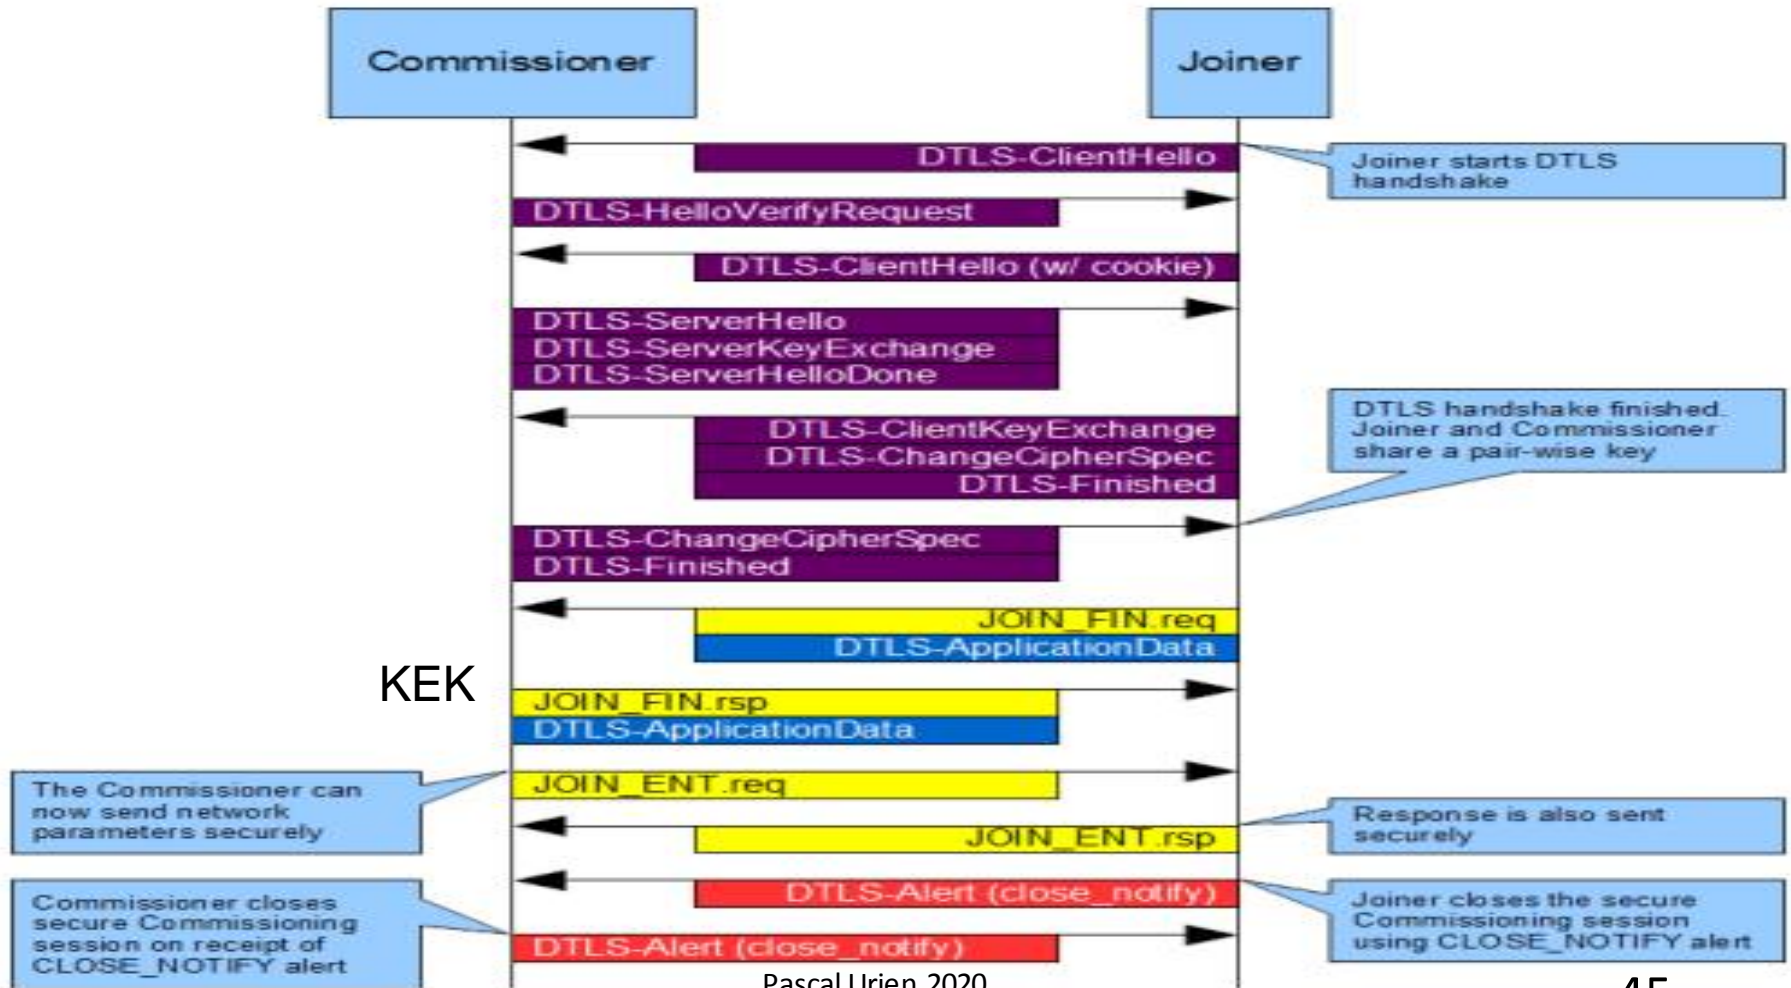 Commissioner
Joiner
DTLS-ClientHello
Joiner starts DTLS
handshake
DTLS-HelloVerifyRequest
DTLS-ClientHello (w/ cookie)
DTLS-ServerHello
DTLS-ServerKeyExchange
DTLS-ServerHelloDone
DTLS handshake finished.
Joiner and Commissioner
share a pair-wise key
DTLS-ClientKeyExchange
DTLS-ChangeCipherSpec
DTLS-Finished
DTLS-ChangeCipherSpec
DTLS-Finished
JOIN_FIN.req
DTLS-ApplicationData
KEK
JOIN_FIN.rsp
DTLS-ApplicationData
The Commissioner can
now send network
parameters securely
JOIN_ENT.req
JOIN_ENT.rsp
Response is also sent
securely
DTLS-Alert (close_notify)
Joiner closes the secure
Commissioning session
using CLOSE_NOTIFY alert
Commissioner closes
secure Commissioning
session on receipt of
CLOSE_NOTIFY alert
DTLS-Alert (close_notify)
Pascal Urien 2020
45